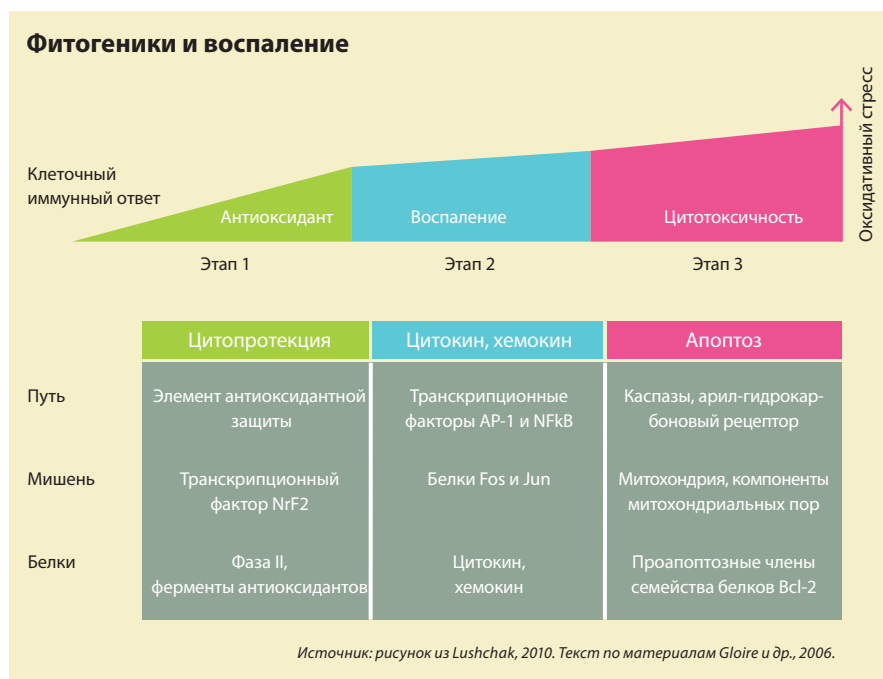 Фитогеники и воспаление
Оксидативный стресс
Клеточный
иммунный ответ
Антиоксидант
Воспаление
Цитотоксичность
Этап 1
Этап 2
Этап 3
Цитопротекция
Цитокин, хемокин
Апоптоз
Путь
Элемент антиоксидантной
защиты
Транскрипционные
факторы AP-1 и NFkB
Каспазы, арил-гидрокар-
боновый рецептор
Мишень
Транскрипционный
фактор NrF2
Белки Fos и Jun
Митохондрия, компоненты
митохондриальных пор
Белки
Фаза II,
ферменты антиоксидантов
Цитокин,
хемокин
Проапоптозные члены
семейства белков Bcl-2
Источник: рисунок из Lushchak, 2010. Текст по материалам Gloire и др., 2006.